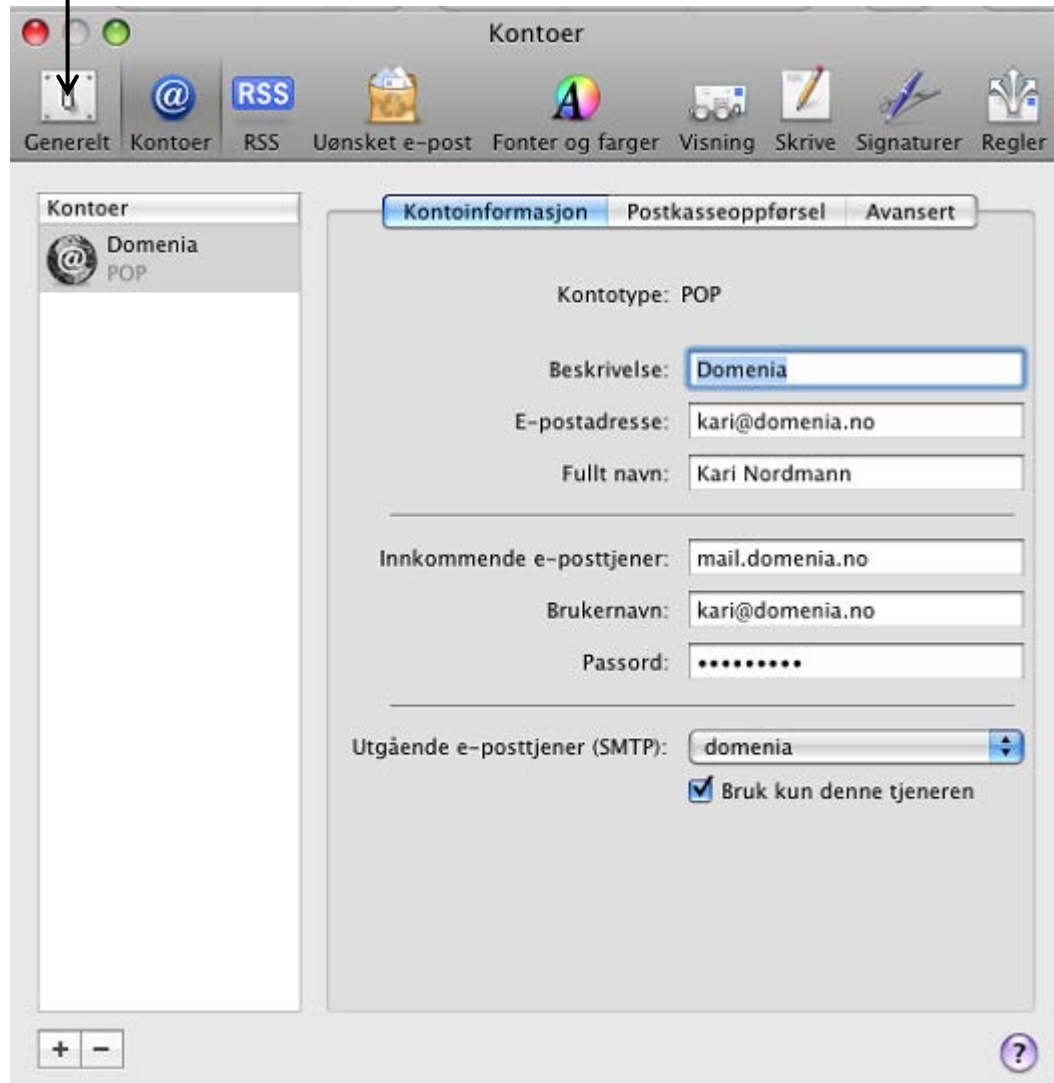 Kontoer
RSS
Generelt Kontoer RSS Uønsket e-post Fonter og farger Visning Skrive Signaturer Regler
Kontoer
Domenia
POP
Kontoinformasjon Postkasseoppførsel Avansert
Kontotype: POP
Beskrivelse: Domenia
E-postadresse: kari@domenia.no
Fullt navn: Kari Nordmann
Innkommende e-posttjener: mail.domenia.no
Brukernavn: kari@domenia.no
Passord: •••••••••
Utgående e-posttjener (SMTP): domenia
Bruk kun denne tjeneren
+ − ?